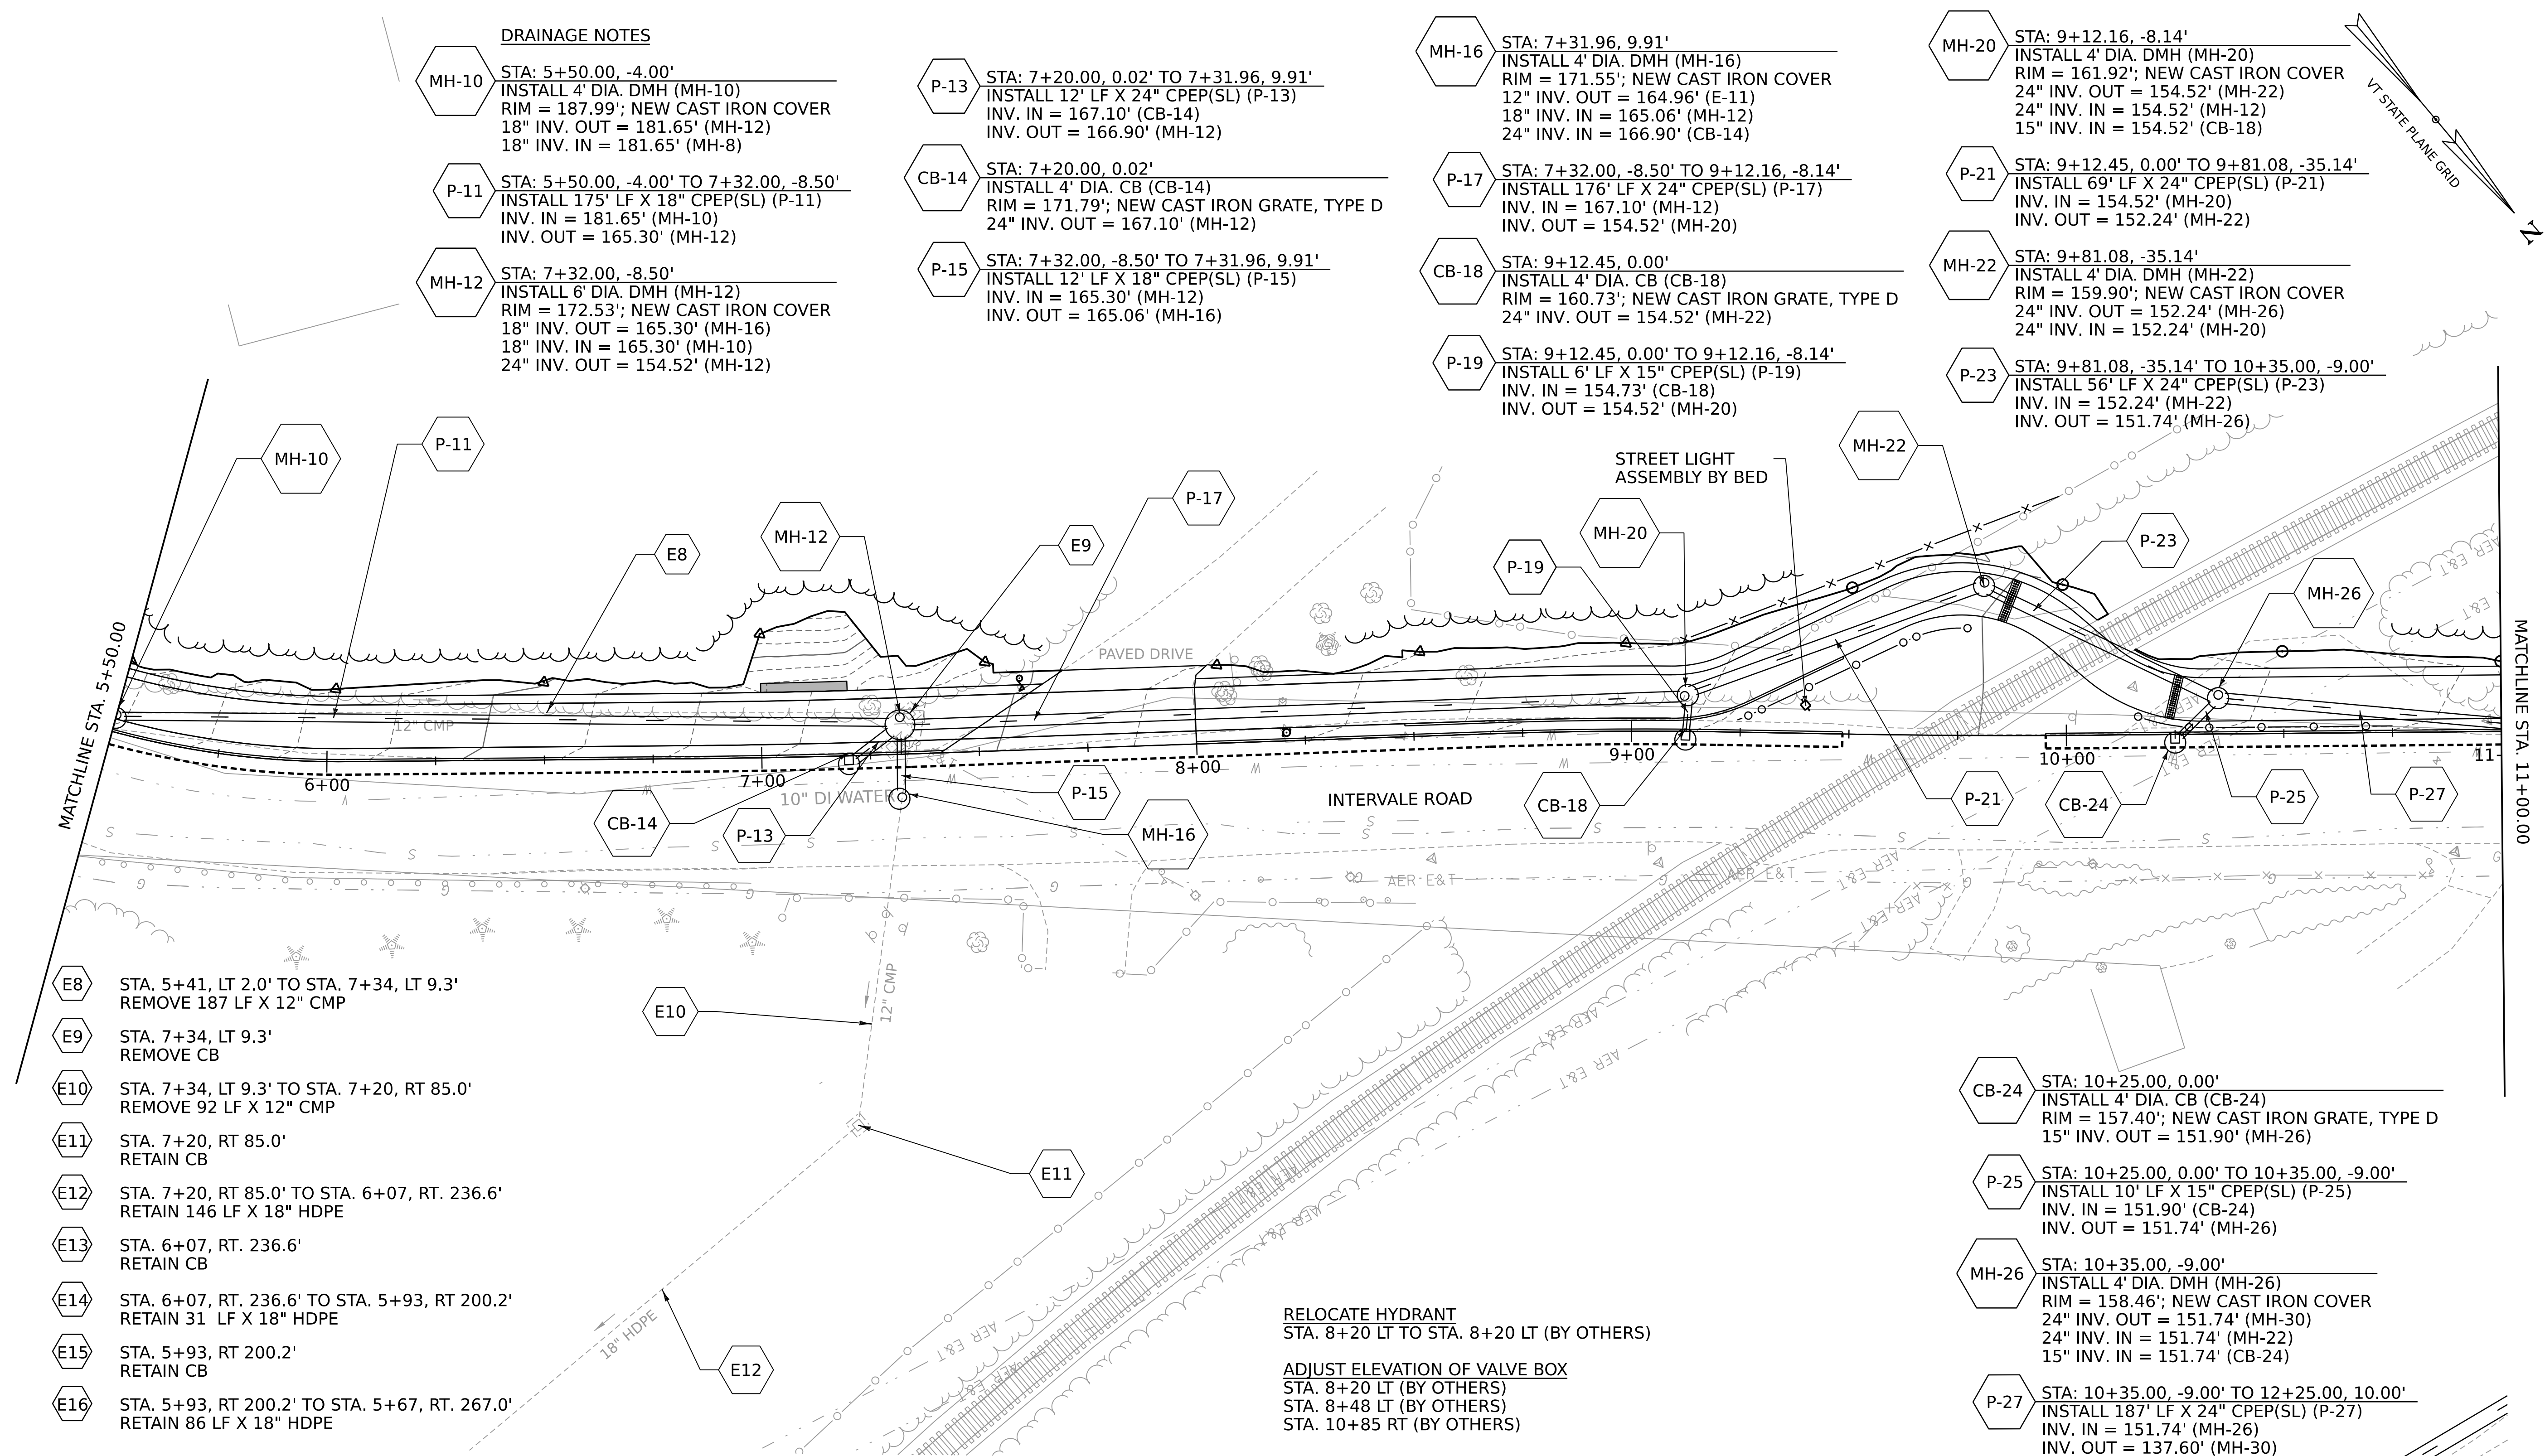 DRAINAGE NOTES
MH-10
STA: 5+50.00, -4.00'
INSTALL 4' DIA. DMH (MH-10)
RIM = 187.99'; NEW CAST IRON COVER
18" INV. OUT = 181.65' (MH-12)
18" INV. IN = 181.65' (MH-8)
P-11
STA: 5+50.00, -4.00' TO 7+32.00, -8.50'
INSTALL 175' LF X 18" CPEP(SL) (P-11)
INV. IN = 181.65' (MH-10)
INV. OUT = 165.30' (MH-12)
MH-12
STA: 7+32.00, -8.50'
INSTALL 6' DIA. DMH (MH-12)
RIM = 172.53'; NEW CAST IRON COVER
18" INV. OUT = 165.30' (MH-16)
18" INV. IN = 165.30' (MH-10)
24" INV. OUT = 154.52' (MH-12)
P-13
STA: 7+20.00, 0.02' TO 7+31.96, 9.91'
INSTALL 12' LF X 24" CPEP(SL) (P-13)
INV. IN = 167.10' (CB-14)
INV. OUT = 166.90' (MH-12)
CB-14
STA: 7+20.00, 0.02'
INSTALL 4' DIA. CB (CB-14)
RIM = 171.79'; NEW CAST IRON GRATE, TYPE D
24" INV. OUT = 167.10' (MH-12)
P-15
STA: 7+32.00, -8.50' TO 7+31.96, 9.91'
INSTALL 12' LF X 18" CPEP(SL) (P-15)
INV. IN = 165.30' (MH-12)
INV. OUT = 165.06' (MH-16)
MH-16
STA: 7+31.96, 9.91'
INSTALL 4' DIA. DMH (MH-16)
RIM = 171.55'; NEW CAST IRON COVER
12" INV. OUT = 164.96' (E-11)
18" INV. IN = 165.06' (MH-12)
24" INV. IN = 166.90' (CB-14)
P-17
STA: 7+32.00, -8.50' TO 9+12.16, -8.14'
INSTALL 176' LF X 24" CPEP(SL) (P-17)
INV. IN = 167.10' (MH-12)
INV. OUT = 154.52' (MH-20)
CB-18
STA: 9+12.45, 0.00'
INSTALL 4' DIA. CB (CB-18)
RIM = 160.73'; NEW CAST IRON GRATE, TYPE D
24" INV. OUT = 154.52' (MH-22)
P-19
STA: 9+12.45, 0.00' TO 9+12.16, -8.14'
INSTALL 6' LF X 15" CPEP(SL) (P-19)
INV. IN = 154.73' (CB-18)
INV. OUT = 154.52' (MH-20)
MH-20
STA: 9+12.16, -8.14'
INSTALL 4' DIA. DMH (MH-20)
RIM = 161.92'; NEW CAST IRON COVER
24" INV. OUT = 154.52' (MH-22)
24" INV. IN = 154.52' (MH-12)
15" INV. IN = 154.52' (CB-18)
P-21
STA: 9+12.45, 0.00' TO 9+81.08, -35.14'
INSTALL 69' LF X 24" CPEP(SL) (P-21)
INV. IN = 154.52' (MH-20)
INV. OUT = 152.24' (MH-22)
MH-22
STA: 9+81.08, -35.14'
INSTALL 4' DIA. DMH (MH-22)
RIM = 159.90'; NEW CAST IRON COVER
24" INV. OUT = 152.24' (MH-26)
24" INV. IN = 152.24' (MH-20)
P-23
STA: 9+81.08, -35.14' TO 10+35.00, -9.00'
INSTALL 56' LF X 24" CPEP(SL) (P-23)
INV. IN = 152.24' (MH-22)
INV. OUT = 151.74' (MH-26)
VT STATE PLANE GRID
N
MATCHLINE STA. 5+50.00
MH-10
P-11
E8
MH-12
E9
P-17
STREET LIGHT
ASSEMBLY BY BED
MH-22
MH-20
P-19
P-23
MH-26
MATCHLINE STA. 11+00.00
PAVED DRIVE
12" CMP
6+00
7+00
8+00
9+00
10+00
11-
10" DI WATER
CB-14
P-13
P-15
MH-16
INTERVALE ROAD
CB-18
P-21
CB-24
P-25
P-27
AER E&T
AER E&T
AER E&T
AER E&T
AER E&T
AER E&T
AER E&T
AER E&T
AER E&T
AER E&T
AER E&T
AER E&T
AER E&T
12" CMP
E10
E11
E12
18" HDPE
E8
STA. 5+41, LT 2.0' TO STA. 7+34, LT 9.3'
REMOVE 187 LF X 12" CMP
E9
STA. 7+34, LT 9.3'
REMOVE CB
E10
STA. 7+34, LT 9.3' TO STA. 7+20, RT 85.0'
REMOVE 92 LF X 12" CMP
E11
STA. 7+20, RT 85.0'
RETAIN CB
E12
STA. 7+20, RT 85.0' TO STA. 6+07, RT. 236.6'
RETAIN 146 LF X 18" HDPE
E13
STA. 6+07, RT. 236.6'
RETAIN CB
E14
STA. 6+07, RT. 236.6' TO STA. 5+93, RT 200.2'
RETAIN 31 LF X 18" HDPE
E15
STA. 5+93, RT 200.2'
RETAIN CB
E16
STA. 5+93, RT 200.2' TO STA. 5+67, RT. 267.0'
RETAIN 86 LF X 18" HDPE
RELOCATE HYDRANT
STA. 8+20 LT TO STA. 8+20 LT (BY OTHERS)
ADJUST ELEVATION OF VALVE BOX
STA. 8+20 LT (BY OTHERS)
STA. 8+48 LT (BY OTHERS)
STA. 10+85 RT (BY OTHERS)
CB-24
STA: 10+25.00, 0.00'
INSTALL 4' DIA. CB (CB-24)
RIM = 157.40'; NEW CAST IRON GRATE, TYPE D
15" INV. OUT = 151.90' (MH-26)
P-25
STA: 10+25.00, 0.00' TO 10+35.00, -9.00'
INSTALL 10' LF X 15" CPEP(SL) (P-25)
INV. IN = 151.90' (CB-24)
INV. OUT = 151.74' (MH-26)
MH-26
STA: 10+35.00, -9.00'
INSTALL 4' DIA. DMH (MH-26)
RIM = 158.46'; NEW CAST IRON COVER
24" INV. OUT = 151.74' (MH-30)
24" INV. IN = 151.74' (MH-22)
15" INV. IN = 151.74' (CB-24)
P-27
STA: 10+35.00, -9.00' TO 12+25.00, 10.00'
INSTALL 187' LF X 24" CPEP(SL) (P-27)
INV. IN = 151.74' (MH-26)
INV. OUT = 137.60' (MH-30)